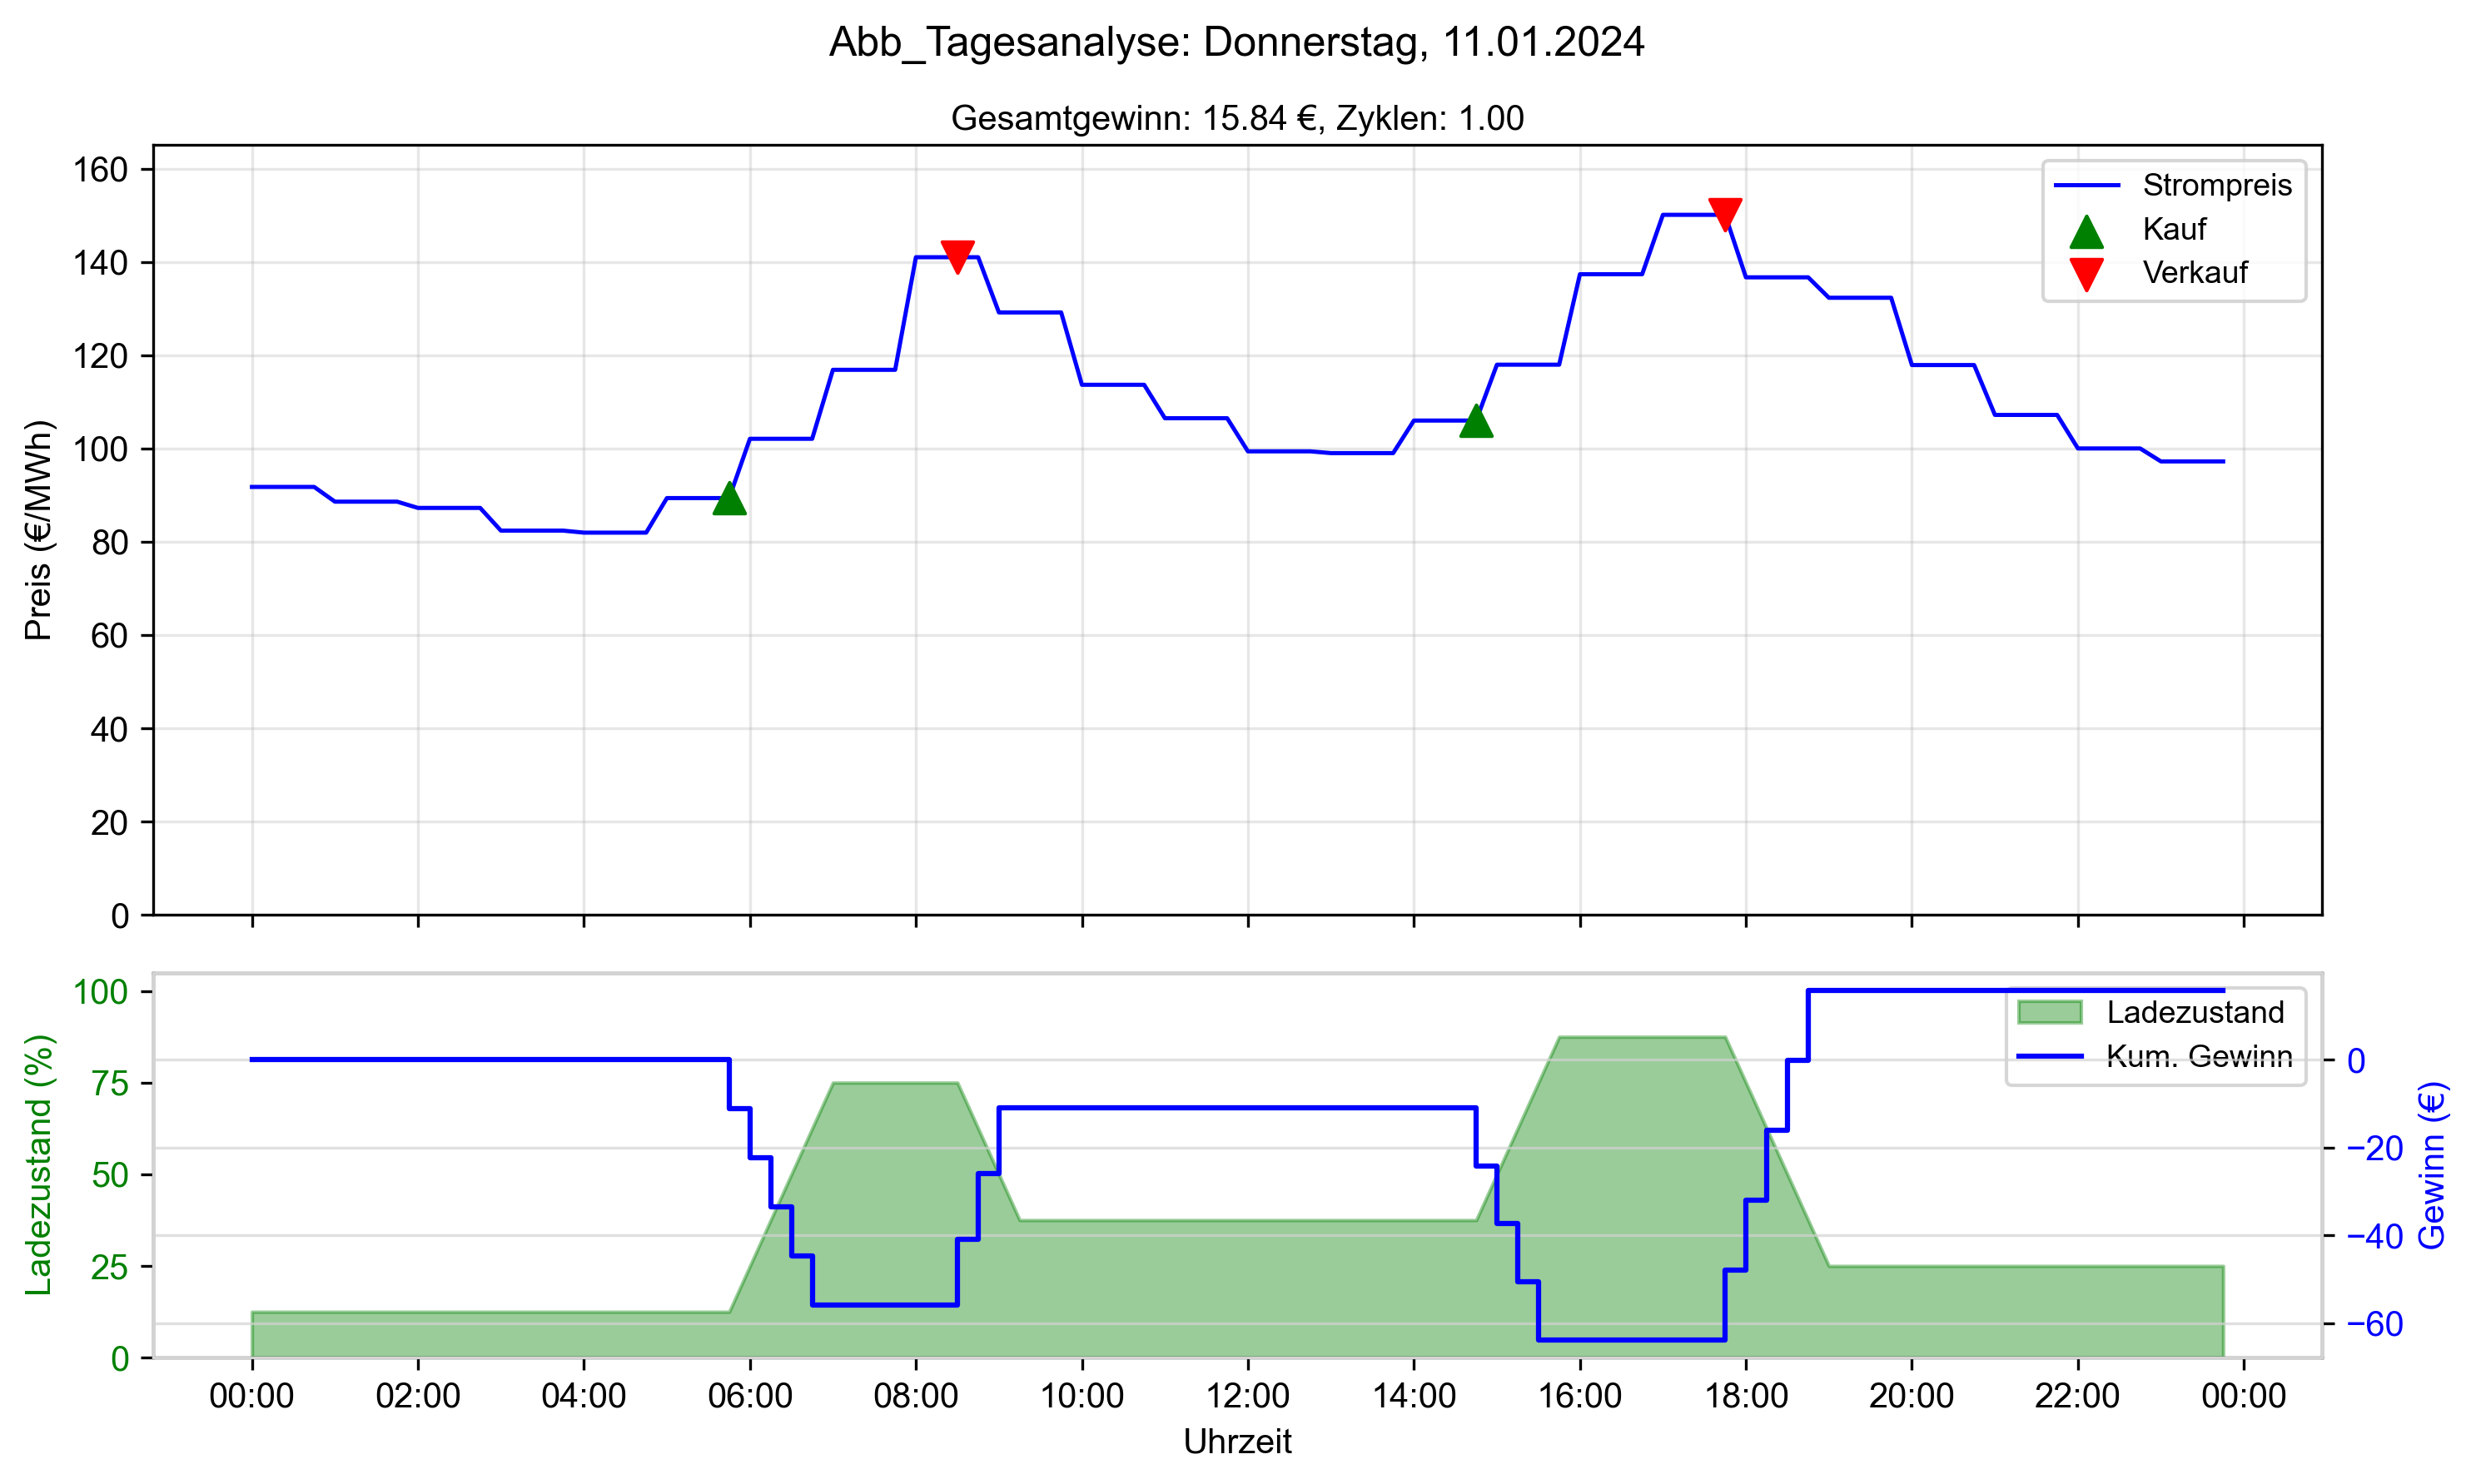 Abb_Tagesanalyse: Donnerstag, 11.01.2024
Gesamtgewinn: 15.84 €, Zyklen: 1.00
Preis (€/MWh)
160
140
120
100
80
60
40
20
0
Strompreis
Kauf
Verkauf
Ladezustand (%)
100
75
50
25
0
Ladezustand
Kum. Gewinn
0
−20
−40
−60
Gewinn (€)
00:00 02:00 04:00 06:00 08:00 10:00 12:00 14:00 16:00 18:00 20:00 22:00 00:00
Uhrzeit